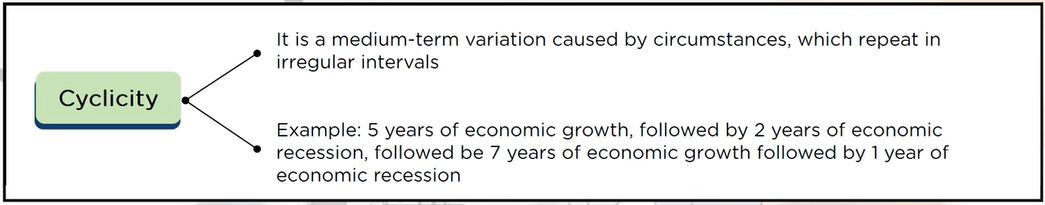 Cyclicity
It is a medium-term variation caused by circumstances, which repeat in
irregular intervals
Example: 5 years of economic growth, followed by 2 years of economic
recession, followed be 7 years of economic growth followed by 1 year of
economic recession